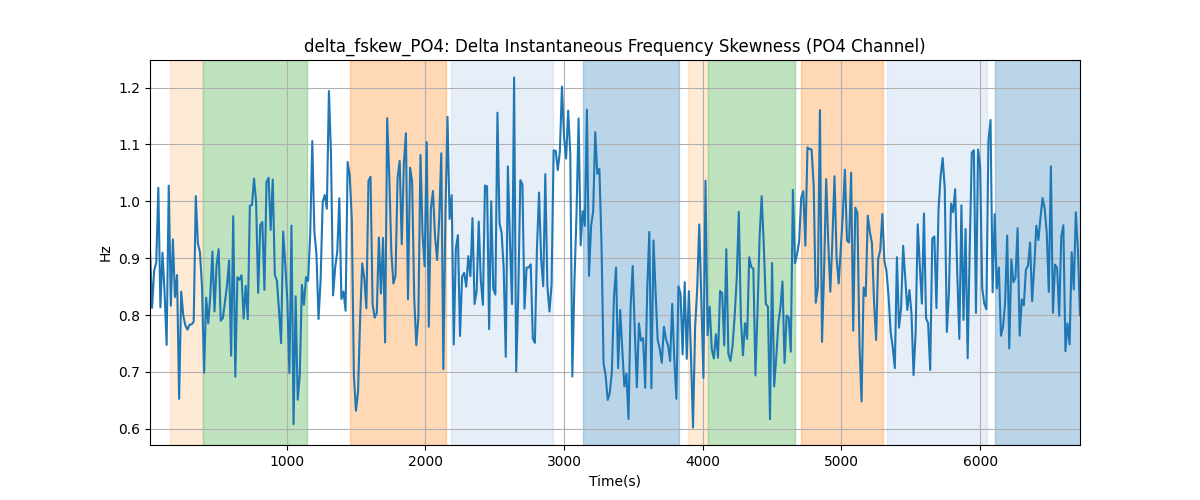 delta_fskew_PO4: Delta Instantaneous Frequency Skewness (PO4 Channel)
1.2
1.1
1.0
0.9
0.8
0.7
0.6
Hz
1000 2000 3000 4000 5000 6000
Time(s)